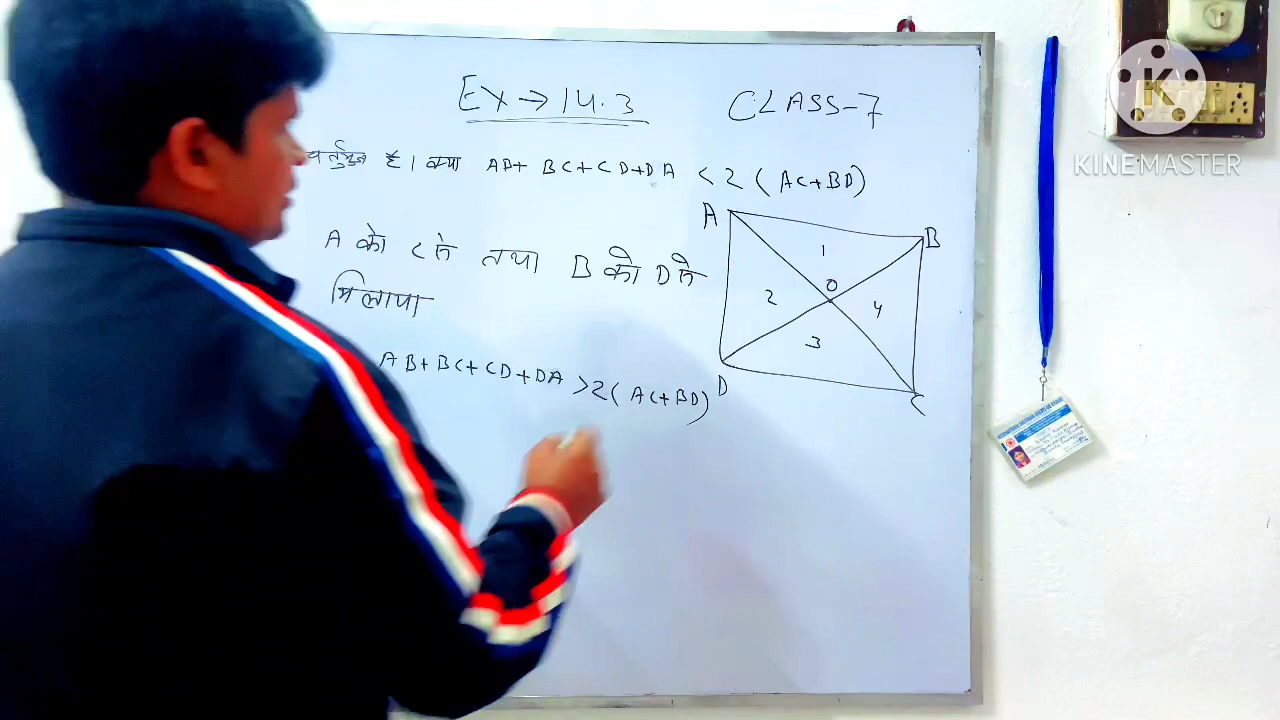 EX → 14.3 CLASS-7
चर्तुभुज है। क्या AB+ BC+CD+DA < 2 (AC+BD)
A को C से तथा B को D से
मिलाया
AB+BC+CD+DA >2(AC+BD)
A
B
1
2
O
4
3
D
C
K
KINEMASTER